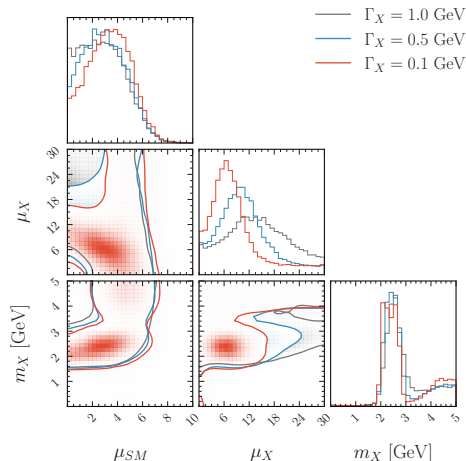 Γ_X = 1.0 GeV
Γ_X = 0.5 GeV
Γ_X = 0.1 GeV
30
24
18
12
6
μ_X
5
4
3
2
1
m_X [GeV]
2 4 6 8 10
6 12 18 24 30
1 2 3 4 5
μ_SM μ_X m_X [GeV]